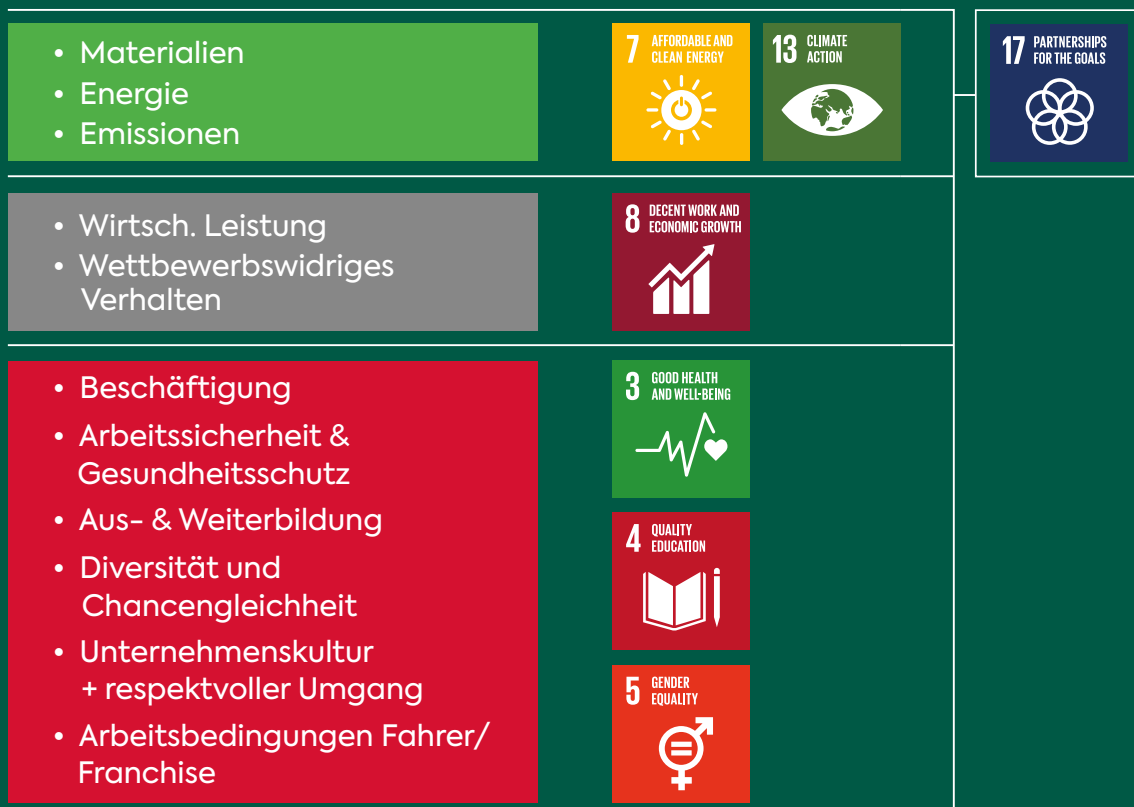 • Materialien
• Energie
• Emissionen
7 AFFORDABLE AND
CLEAN ENERGY
13 CLIMATE
ACTION
17 PARTNERSHIPS
FOR THE GOALS
• Wirtsch. Leistung
• Wettbewerbswidriges
Verhalten
8 DECENT WORK AND
ECONOMIC GROWTH
• Beschäftigung
• Arbeitssicherheit &
Gesundheitsschutz
• Aus- & Weiterbildung
• Diversität und
Chancengleichheit
• Unternehmenskultur
+ respektvoller Umgang
• Arbeitsbedingungen Fahrer/
Franchise
3 GOOD HEALTH
AND WELL-BEING
4 QUALITY
EDUCATION
5 GENDER
EQUALITY